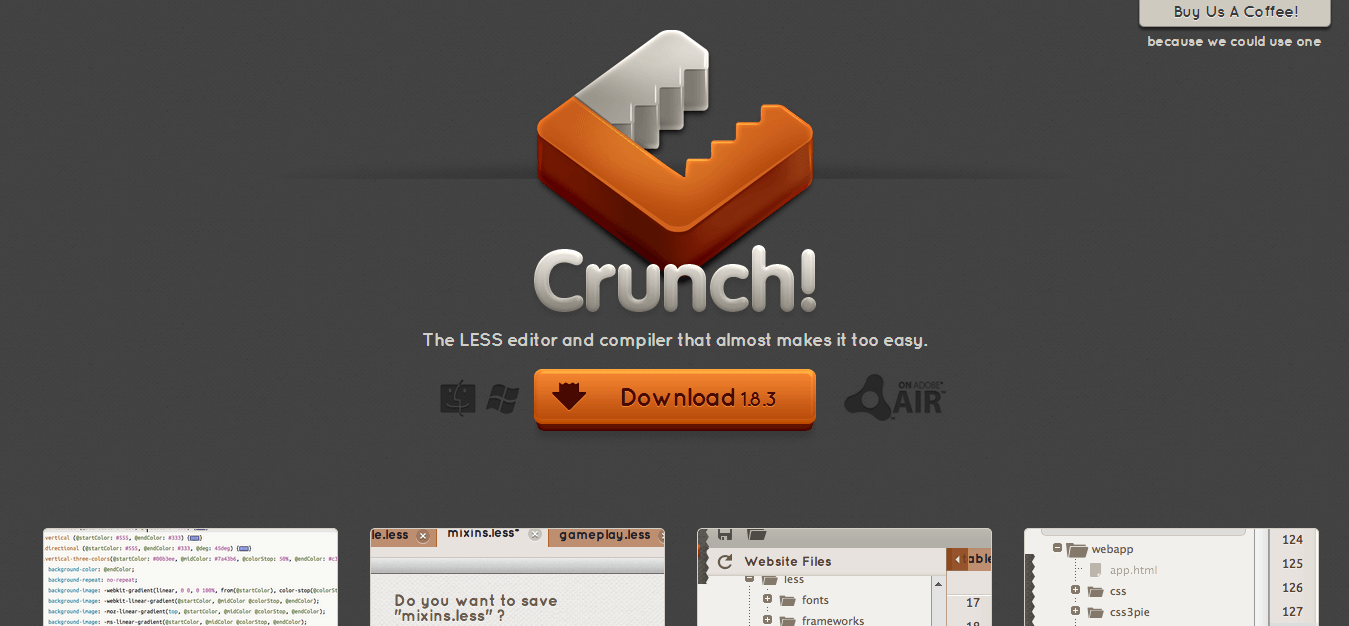 Buy Us A Coffee!
because we could use one
Crunch!
The LESS editor and compiler that almost makes it too easy.
Download 1.8.3
ON ADOBE®
AIR™
vertical (@startColor: #555, @endColor: #333) {
directional (@startColor: #555, @endColor: #333, @deg: 45deg) {
vertical-three-colors(@startColor: #00b3ee, @midColor: #7a43b6, @colorStop: 50%, @endColor: #c3
background-color: @endColor;
background-repeat: no-repeat;
background-image: -webkit-gradient(linear, 0 0, 0 100%, from(@startColor), color-stop(@colorSt
background-image: -webkit-linear-gradient(@startColor, @midColor @colorStop, @endColor);
background-image: -moz-linear-gradient(top, @startColor, @midColor @colorStop, @endColor);
background-image: -ms-linear-gradient(@startColor, @midColor @colorStop, @endColor);
le.less
mixins.less*
gameplay.less
Do you want to save
"mixins.less" ?
Website Files
able
less
fonts
frameworks
17
18
webapp
app.html
css
css3pie
124
125
126
127